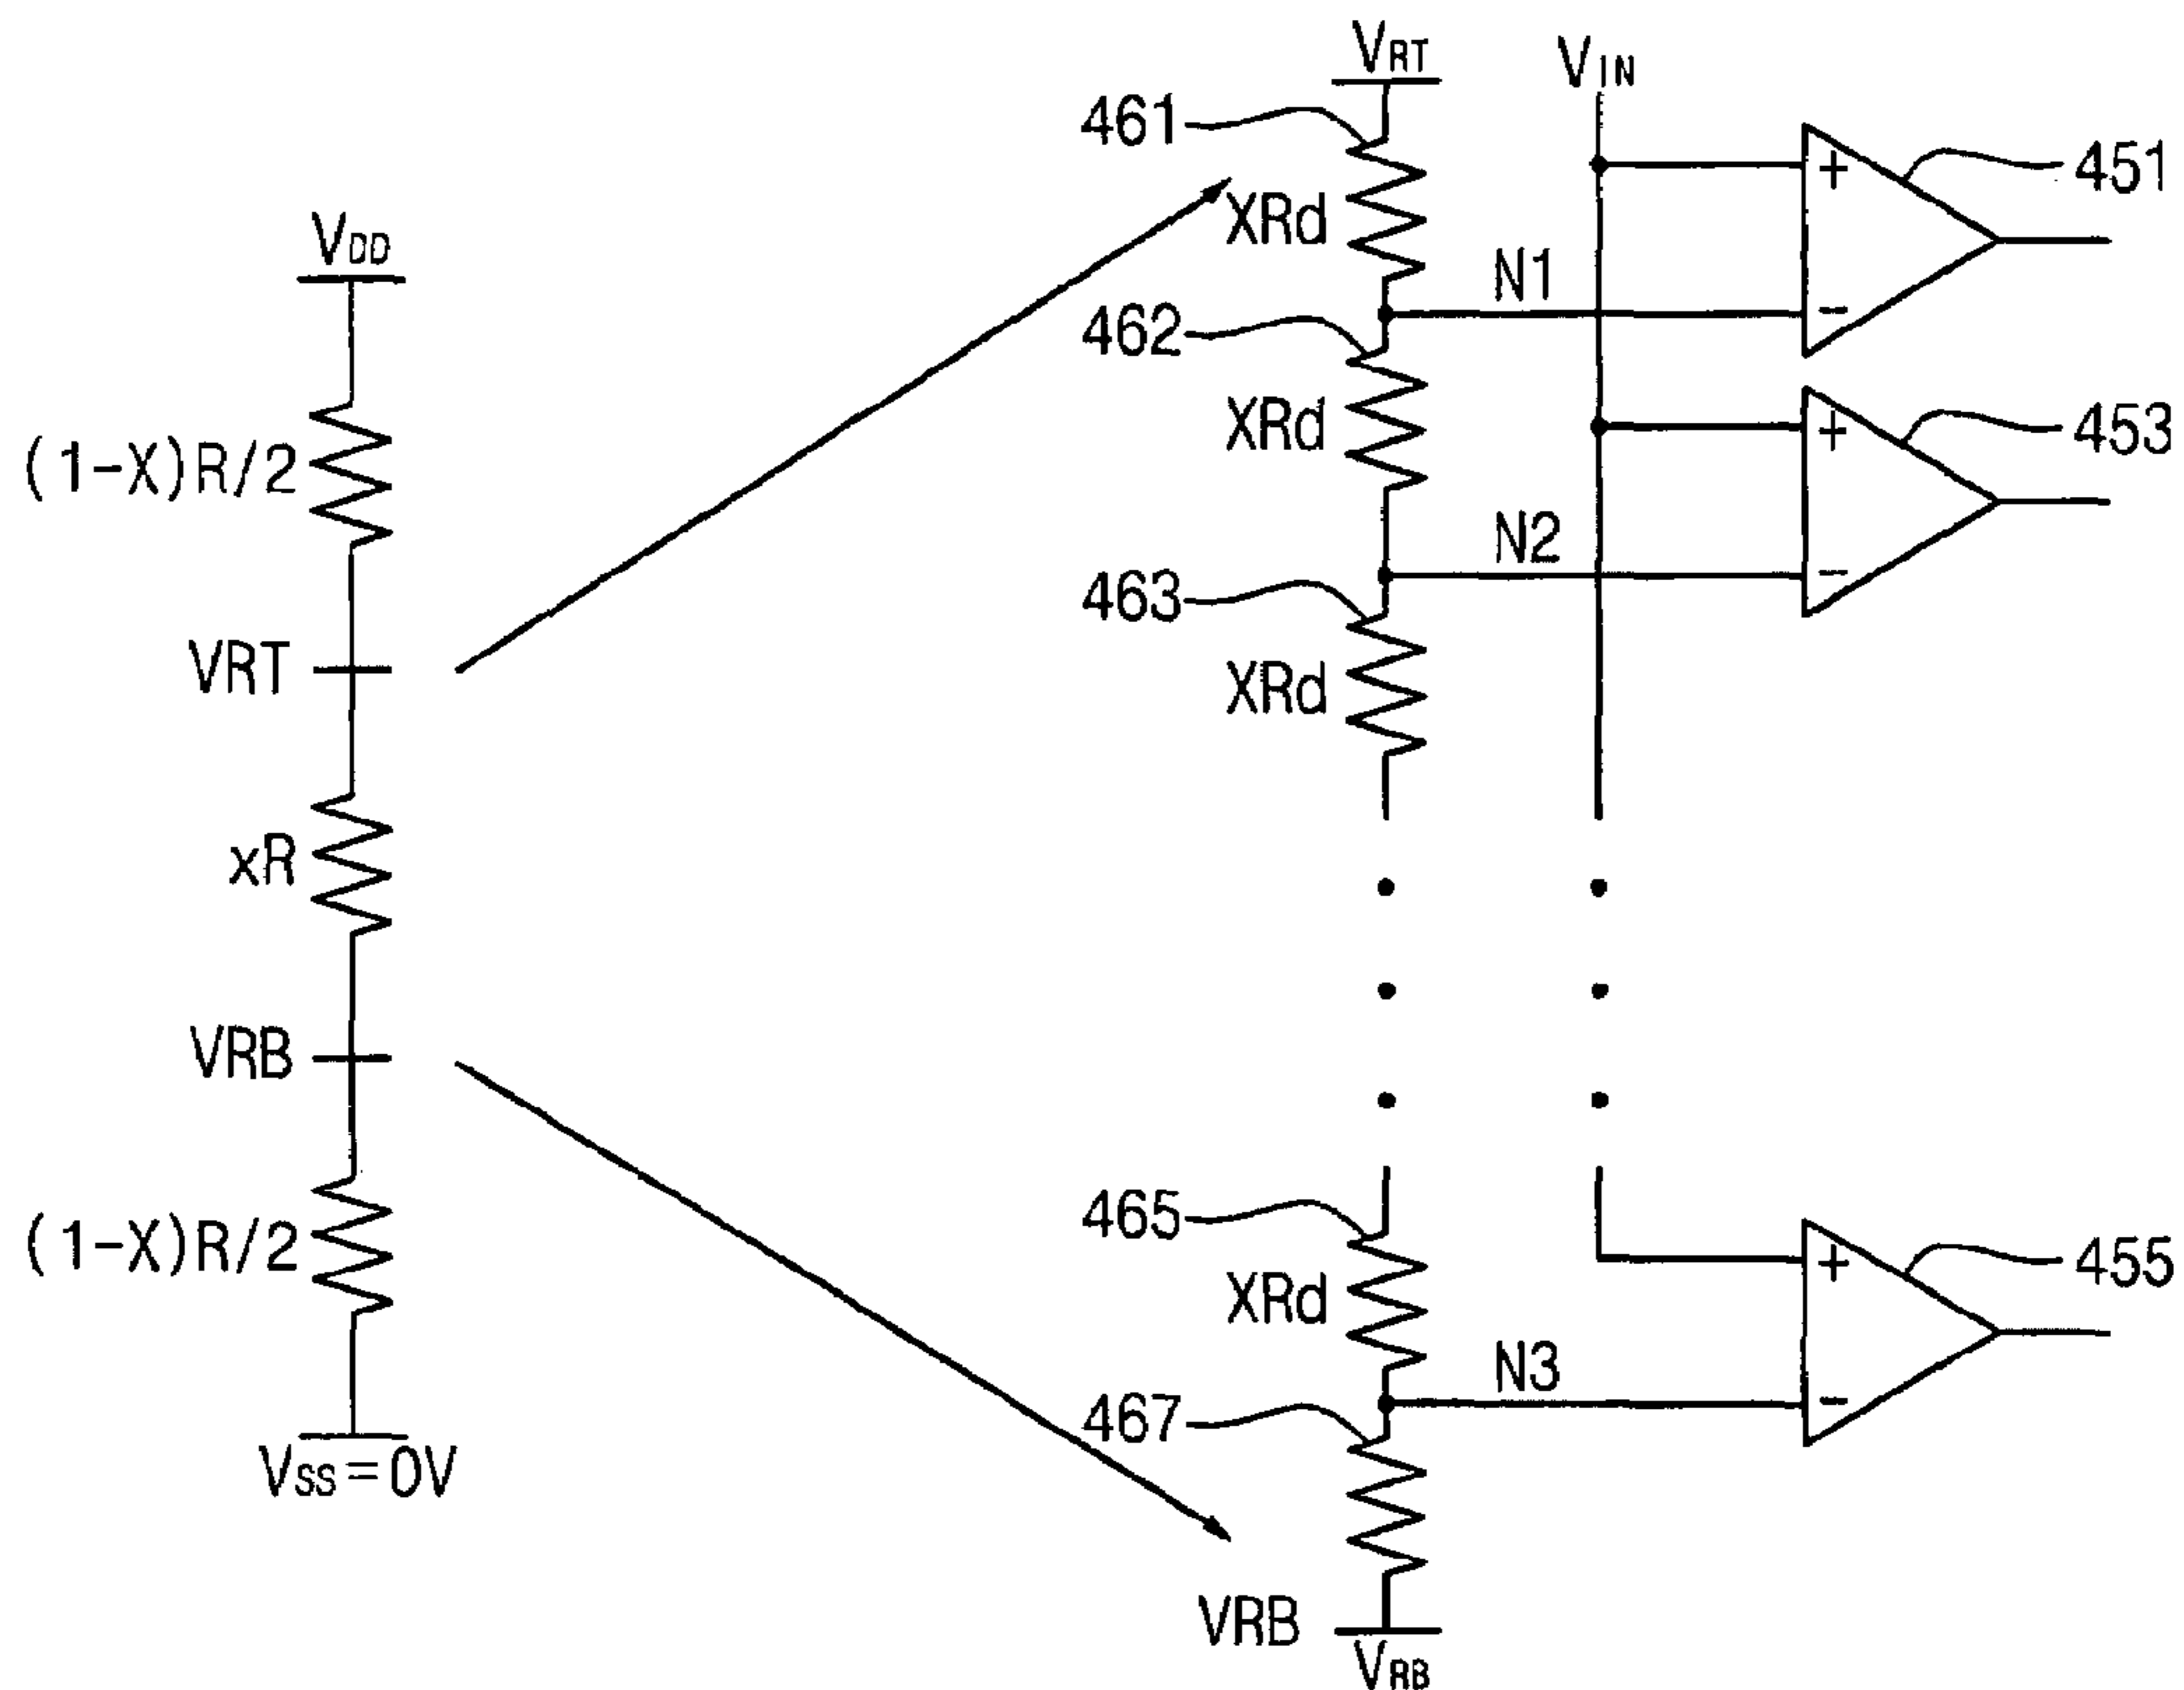 VDD
(1-X)R/2
VRT
xR
VRB
(1-X)R/2
VSS=0V
VRT
VIN
461
XRd
451
N1
462
XRd
453
N2
463
XRd
465
XRd
455
N3
467
VRB
VRB
+
-
+
-
+
-